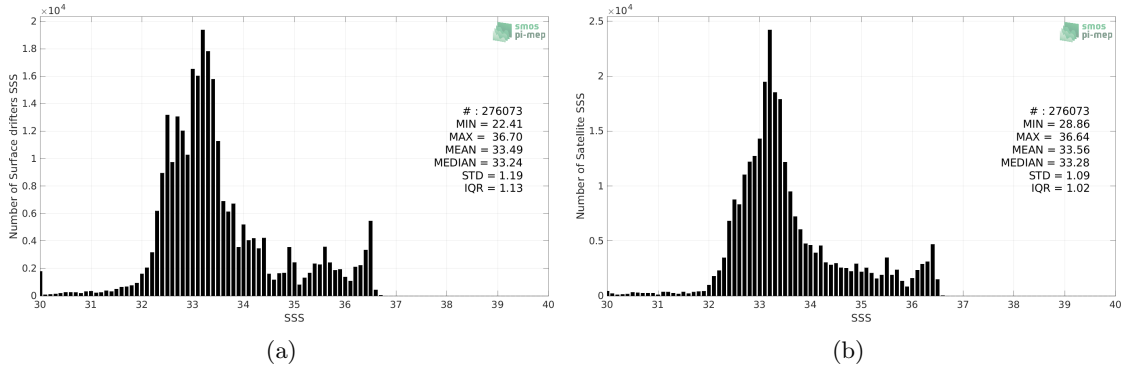 ×10⁴
2
1.8
1.6
1.4
1.2
1
0.8
0.6
0.4
0.2
0
Number of Surface drifters SSS
smos
pi-mep
# : 276073
MIN = 22.41
MAX = 36.70
MEAN = 33.49
MEDIAN = 33.24
STD = 1.19
IQR = 1.13
30 31 32 33 34 35 36 37 38 39 40
SSS
(a)
×10⁴
2.5
2
1.5
1
0.5
0
Number of Satellite SSS
smos
pi-mep
# : 276073
MIN = 28.86
MAX = 36.64
MEAN = 33.56
MEDIAN = 33.28
STD = 1.09
IQR = 1.02
30 31 32 33 34 35 36 37 38 39 40
SSS
(b)